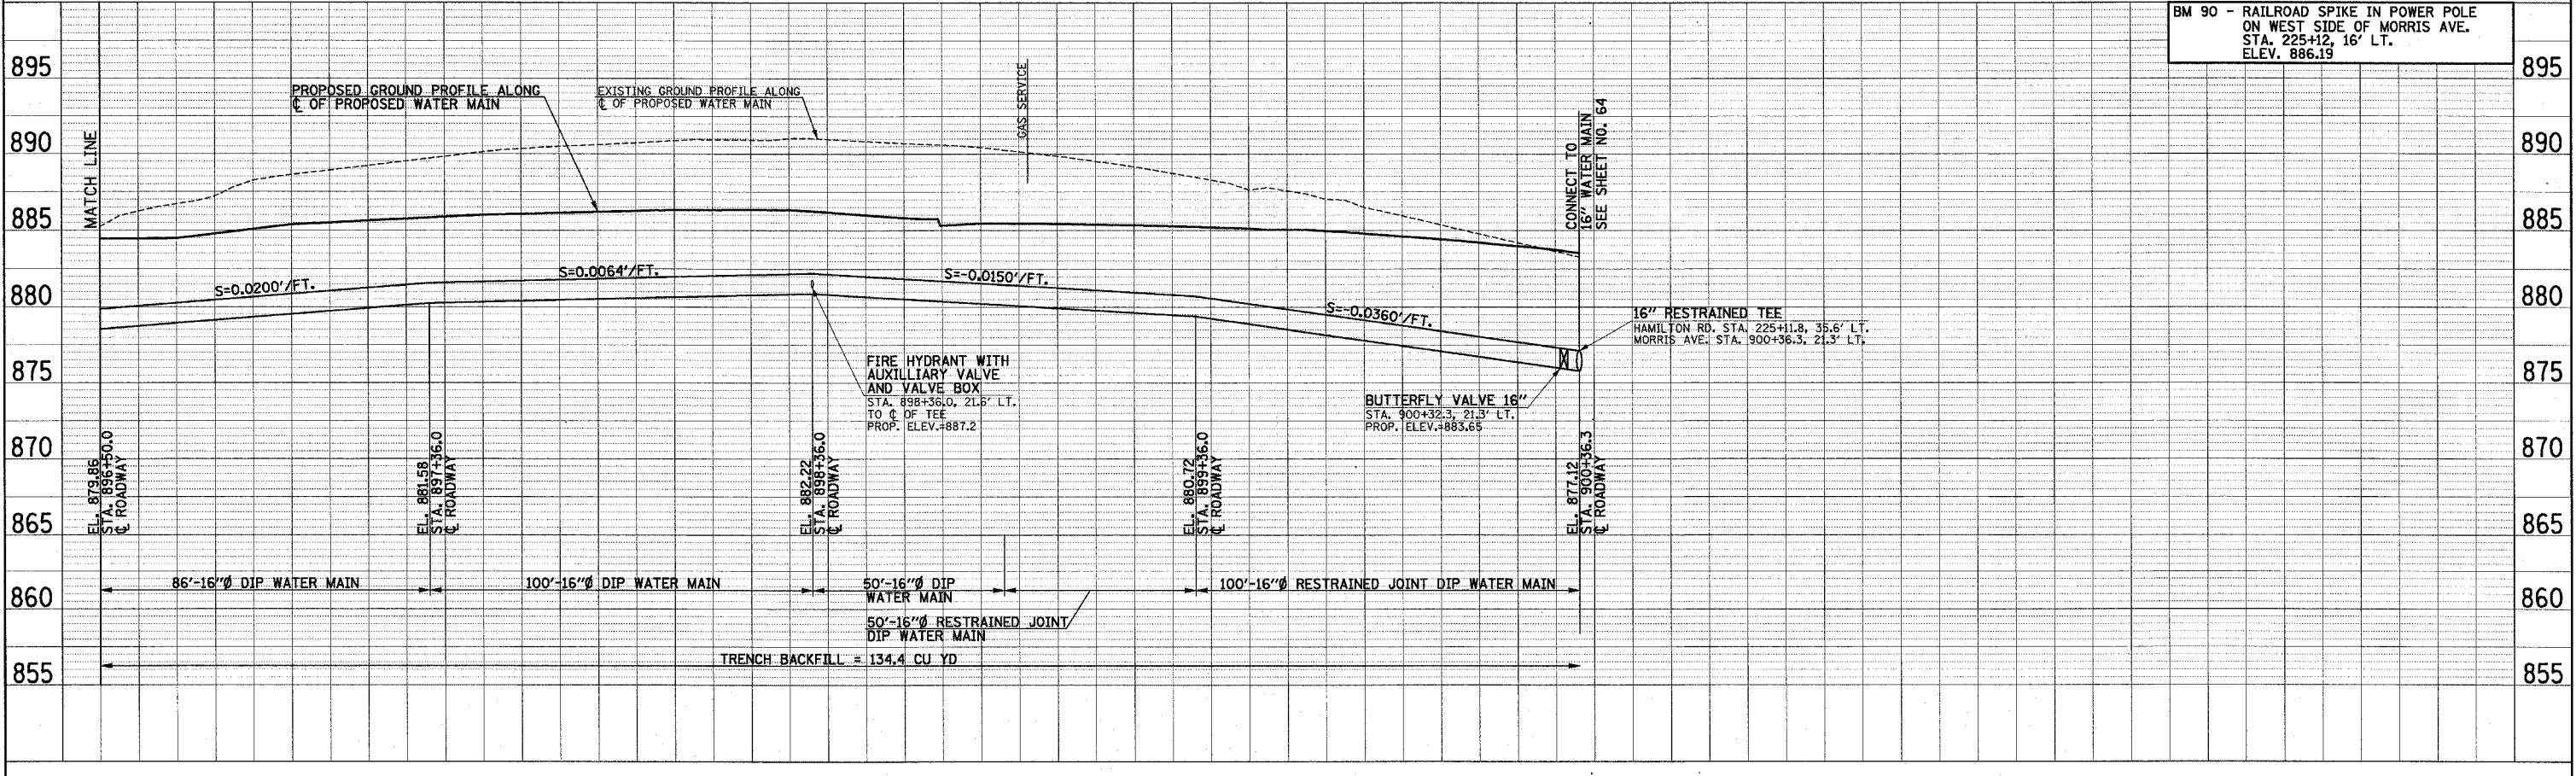 BM 90 - RAILROAD SPIKE IN POWER POLE
ON WEST SIDE OF MORRIS AVE.
STA. 225+12, 16' LT.
ELEV. 886.19
895
890
885
880
875
870
865
860
855
895
890
885
880
875
870
865
860
855
MATCH LINE
PROPOSED GROUND PROFILE ALONG
℄ OF PROPOSED WATER MAIN
EXISTING GROUND PROFILE ALONG
℄ OF PROPOSED WATER MAIN
GAS SERVICE
CONNECT TO
16" WATER MAIN
SEE SHEET NO. 64
S=0.0200'/FT.
S=0.0064'/FT.
S=-0.0150'/FT.
S=-0.0360'/FT.
16" RESTRAINED TEE
HAMILTON RD. STA. 225+11.8, 35.6' LT.
MORRIS AVE. STA. 900+36.3, 21.3' LT.
FIRE HYDRANT WITH
AUXILLIARY VALVE
AND VALVE BOX
STA. 898+36.0, 21.6' LT.
TO ℄ OF TEE
PROP. ELEV.=887.2
BUTTERFLY VALVE 16"
STA. 900+32.3, 21.3' LT.
PROP. ELEV.=883.65
EL. 879.86
STA. 896+50.0
℄ ROADWAY
EL. 881.58
STA. 897+36.0
℄ ROADWAY
EL. 882.22
STA. 898+36.0
℄ ROADWAY
EL. 880.72
STA. 899+36.0
℄ ROADWAY
EL. 877.12
STA. 900+36.3
℄ ROADWAY
86'-16"Ø DIP WATER MAIN
100'-16"Ø DIP WATER MAIN
50'-16"Ø DIP
WATER MAIN
50'-16"Ø RESTRAINED JOINT
DIP WATER MAIN
100'-16"Ø RESTRAINED JOINT DIP WATER MAIN
TRENCH BACKFILL = 134.4 CU YD